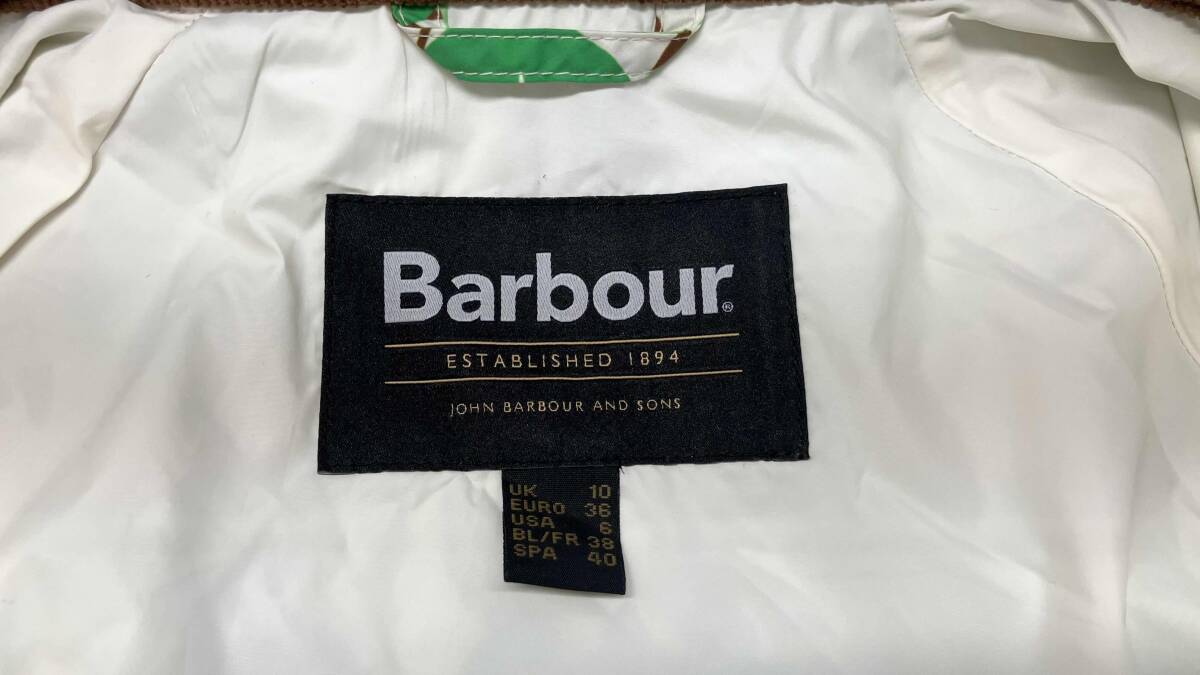 Barbour®
ESTABLISHED 1894
JOHN BARBOUR AND SONS
UK 10
EURO 36
USA 6
BL/FR 38
SPA 40